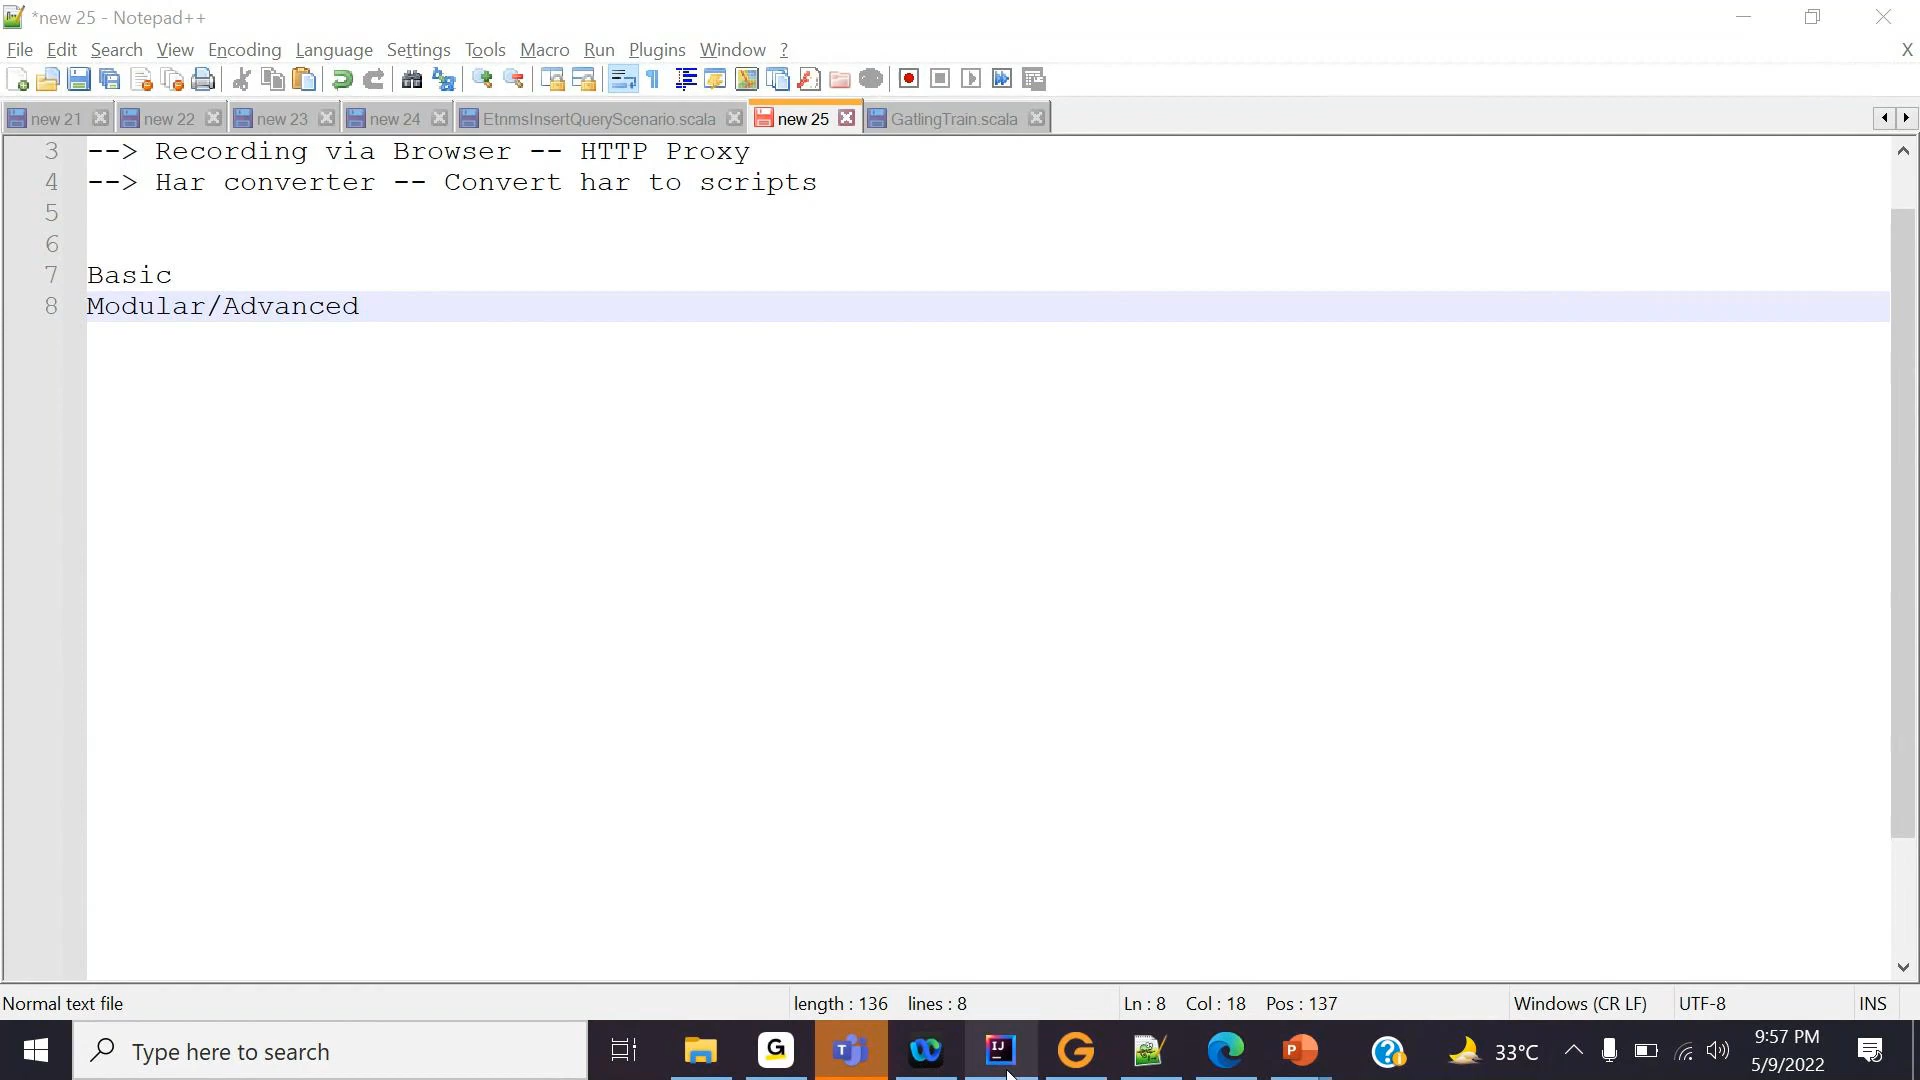 *new 25 - Notepad++
File Edit Search View Encoding Language Settings Tools Macro Run Plugins Window ? X
new 21 new 22 new 23 new 24 EtnmsInsertQueryScenario.scala new 25 GatlingTrain.scala
3 --> Recording via Browser -- HTTP Proxy
4 --> Har converter -- Convert har to scripts
5
6
7 Basic
8 Modular/Advanced
Normal text file length : 136 lines : 8 Ln : 8 Col : 18 Pos : 137 Windows (CR LF) UTF-8 INS
Type here to search 33°C 9:57 PM
5/9/2022